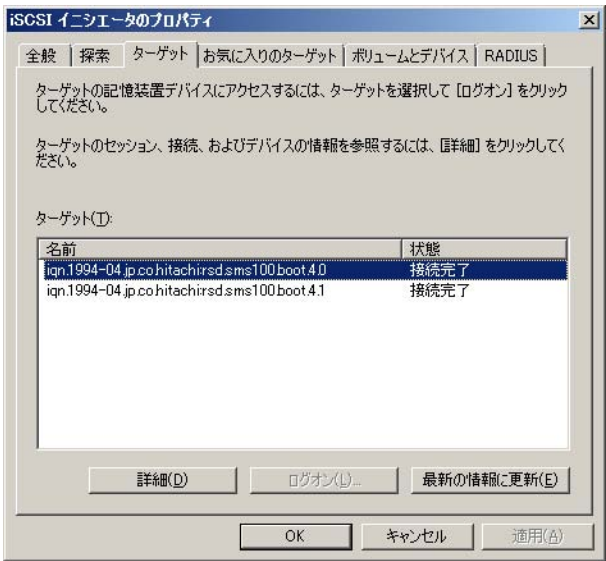 iSCSI イニシエータのプロパティ
全般 探索 ターゲット お気に入りのターゲット ボリュームとデバイス RADIUS
ターゲットの記憶装置デバイスにアクセスするには、ターゲットを選択して [ログオン] をクリック
してください。
ターゲットのセッション、接続、およびデバイスの情報を参照するには、[詳細] をクリックしてく
ださい。
ターゲット(T):
名前 状態
iqn.1994-04.jp.co.hitachi:rsd.sms100.boot.4.0 接続完了
iqn.1994-04.jp.co.hitachi:rsd.sms100.boot.4.1 接続完了
詳細(D) ログオン(L)... 最新の情報に更新(E)
OK キャンセル 適用(A)